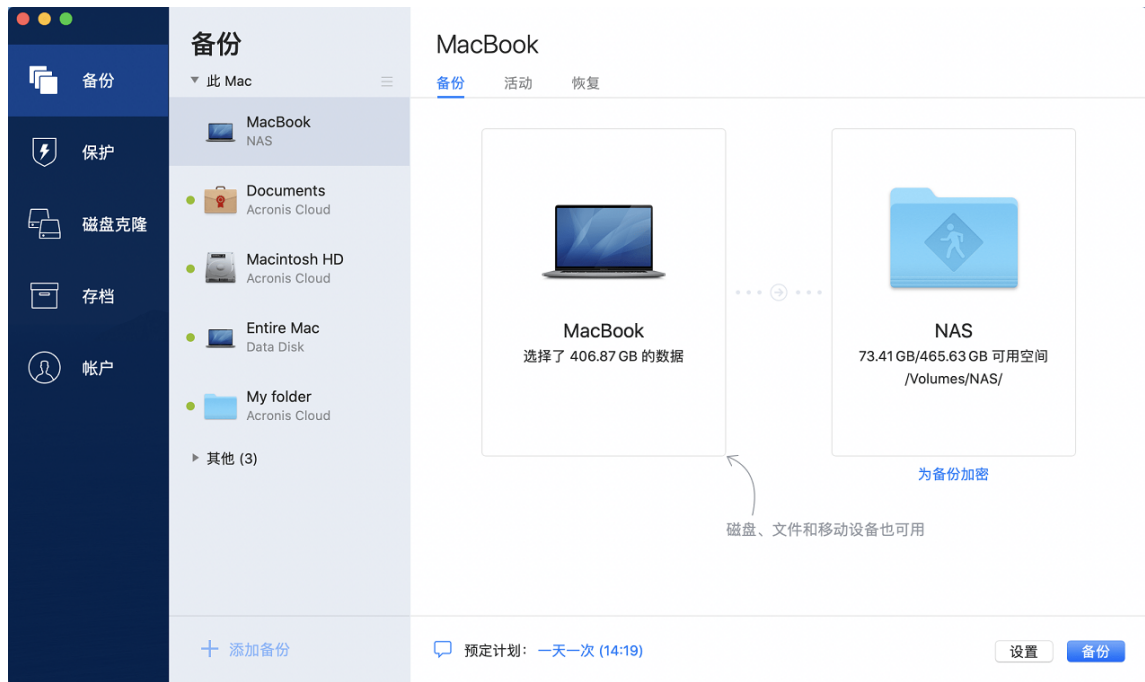 备份
保护
磁盘克隆
存档
帐户
备份
此 Mac
MacBook
NAS
Documents
Acronis Cloud
Macintosh HD
Acronis Cloud
Entire Mac
Data Disk
My folder
Acronis Cloud
其他 (3)
添加备份
MacBook
备份 活动 恢复
MacBook
选择了 406.87 GB 的数据
NAS
73.41 GB/465.63 GB 可用空间
/Volumes/NAS/
为备份加密
磁盘、文件和移动设备也可用
预定计划： 一天一次 (14:19)
设置 备份